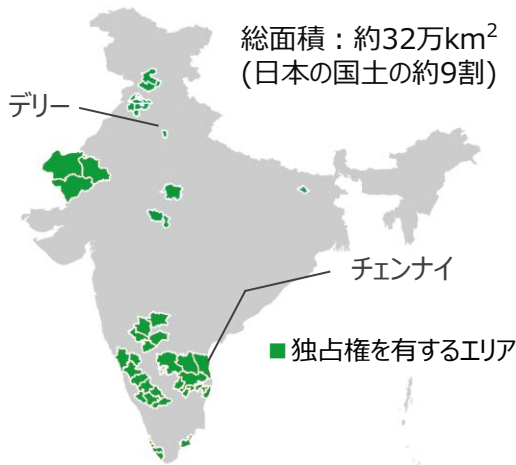 総面積：約32万km²
(日本の国土の約9割)
デリー
チェンナイ
■独占権を有するエリア